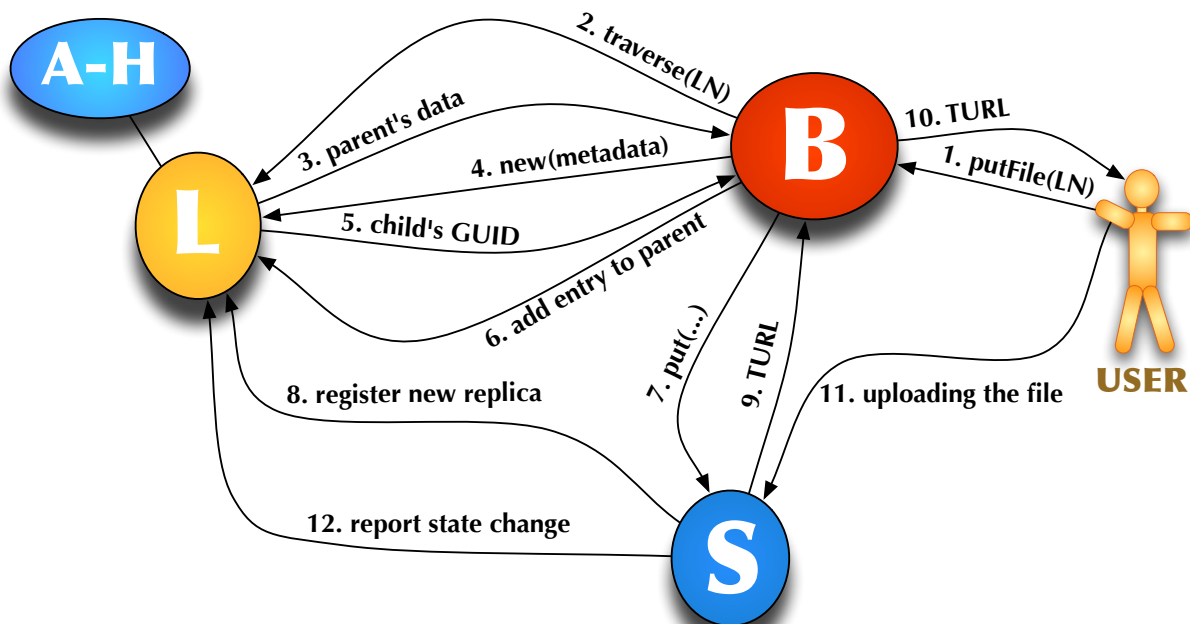 A-H
L
B
S
USER
1. putFile(LN)
2. traverse(LN)
3. parent's data
4. new(metadata)
5. child's GUID
6. add entry to parent
7. put(...)
8. register new replica
9. TURL
10. TURL
11. uploading the file
12. report state change